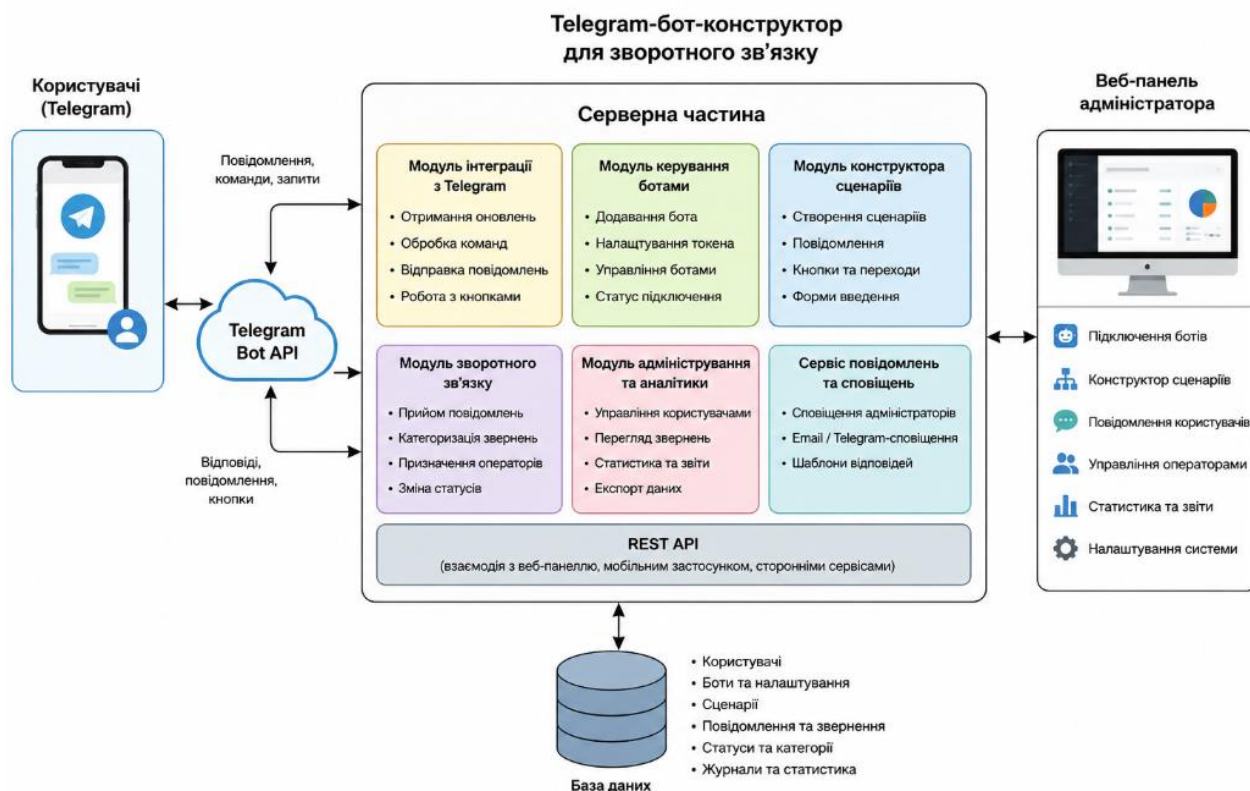 Telegram-бот-конструктор
для зворотного зв'язку
Користувачі
(Telegram)
Повідомлення,
команди, запити
Telegram
Bot API
Відповіді,
повідомлення,
кнопки
Серверна частина
Модуль інтеграції
з Telegram
• Отримання оновлень
• Обробка команд
• Відправка повідомлень
• Робота з кнопками
Модуль керування
ботами
• Додавання бота
• Налаштування токена
• Управління ботами
• Статус підключення
Модуль конструктора
сценаріїв
• Створення сценаріїв
• Повідомлення
• Кнопки та переходи
• Форми введення
Модуль зворотного
зв'язку
• Прийом повідомлень
• Категоризація звернень
• Призначення операторів
• Зміна статусів
Модуль адміністрування
та аналітики
• Управління користувачами
• Перегляд звернень
• Статистика та звіти
• Експорт даних
Сервіс повідомлень
та сповіщень
• Сповіщення адміністраторів
• Email / Telegram-сповіщення
• Шаблони відповідей
REST API
(взаємодія з веб-панеллю, мобільним застосунком, сторонніми сервісами)
База даних
• Користувачі
• Боти та налаштування
• Сценарії
• Повідомлення та звернення
• Статуси та категорії
• Журнали та статистика
Веб-панель
адміністратора
Підключення ботів
Конструктор сценаріїв
Повідомлення користувачів
Управління операторами
Статистика та звіти
Налаштування системи